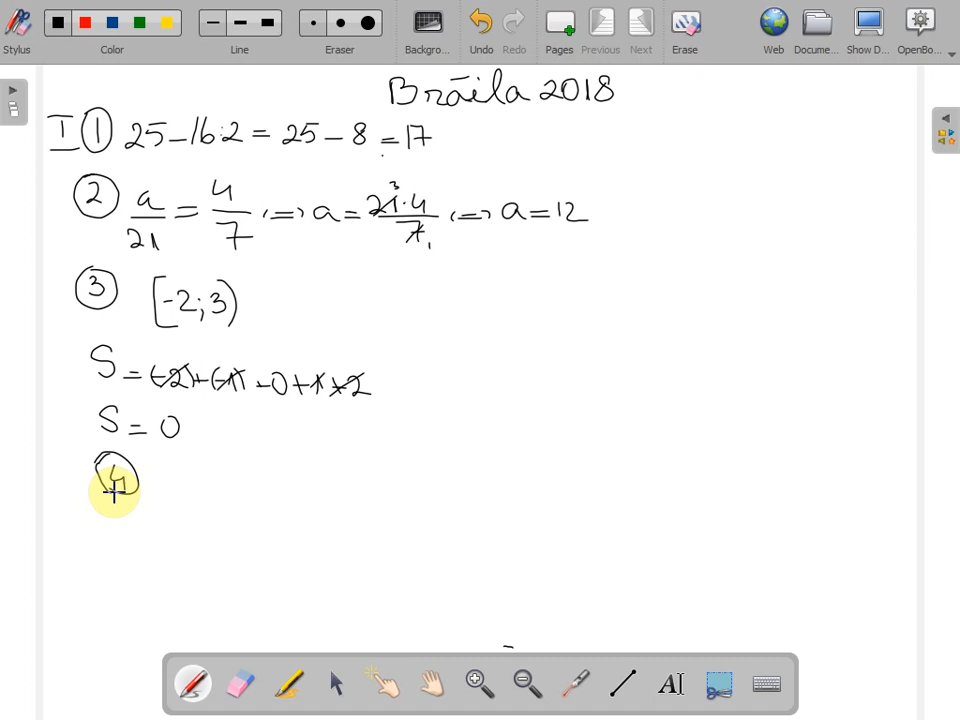 Stylus Color Line Eraser Backgro... Undo Redo Pages Previous Next Erase Web Docume... Show D... OpenBo...
Brăila 2018
I ① 25-16:2 = 25-8 = 17
② a/21 = 4/7 <=> a = 21·4/7 <=> a = 12
③ [-2;3)
S = (-2)+(-1)+0+1+2
S = 0
④